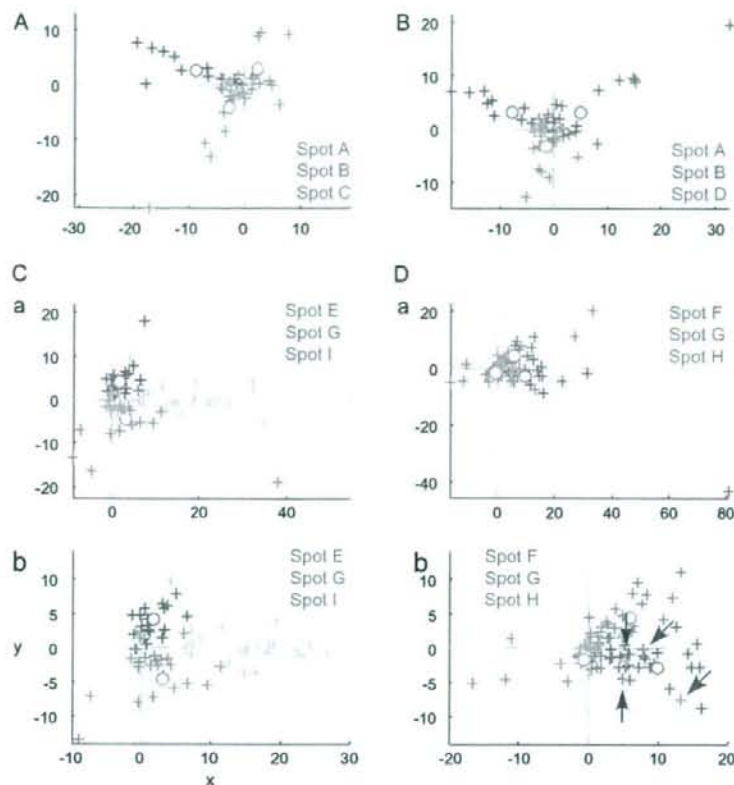 A
10
0
-10
-20
-30 -20 -10 0 10
Spot A
Spot B
Spot C
B
20
10
0
-10
-10 0 10 20 30
Spot A
Spot B
Spot D
C
a
20
10
0
-10
-20
0 20 40
Spot E
Spot G
Spot I
D
a
20
0
-20
-40
0 20 40 60 80
Spot F
Spot G
Spot H
b
10
5
0
-5
-10
y
-10 0 10 20 30
x
Spot E
Spot G
Spot I
b
10
5
0
-5
-10
-20 -10 0 10 20
Spot F
Spot G
Spot H